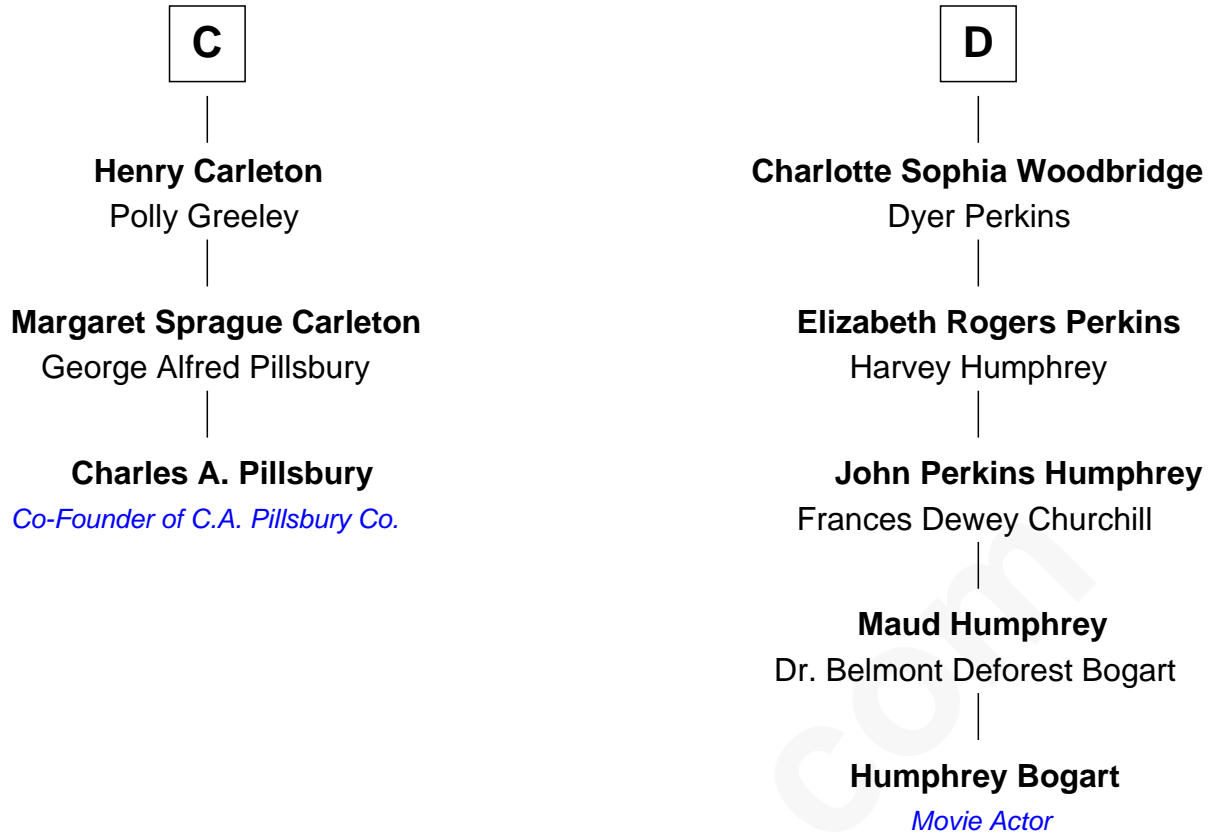 C
Henry Carleton
Polly Greeley
Margaret Sprague Carleton
George Alfred Pillsbury
Charles A. Pillsbury
Co-Founder of C.A. Pillsbury Co.
D
Charlotte Sophia Woodbridge
Dyer Perkins
Elizabeth Rogers Perkins
Harvey Humphrey
John Perkins Humphrey
Frances Dewey Churchill
Maud Humphrey
Dr. Belmont Deforest Bogart
Humphrey Bogart
Movie Actor
com